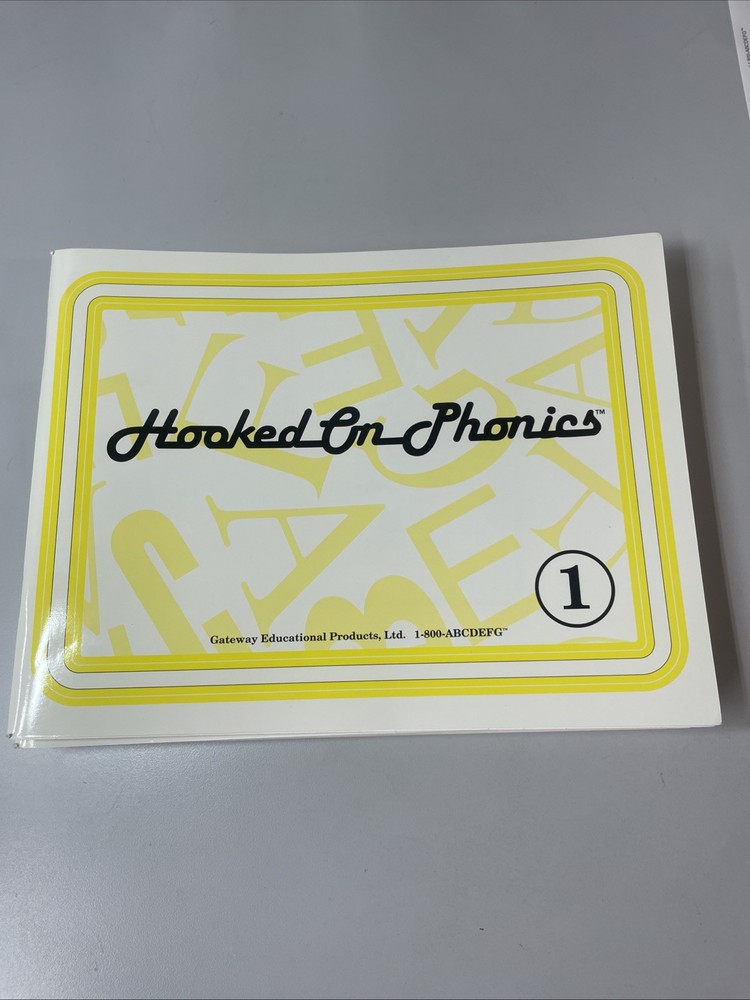 Hooked On Phonics™
1
Gateway Educational Products, Ltd. 1-800-ABCDEFG™